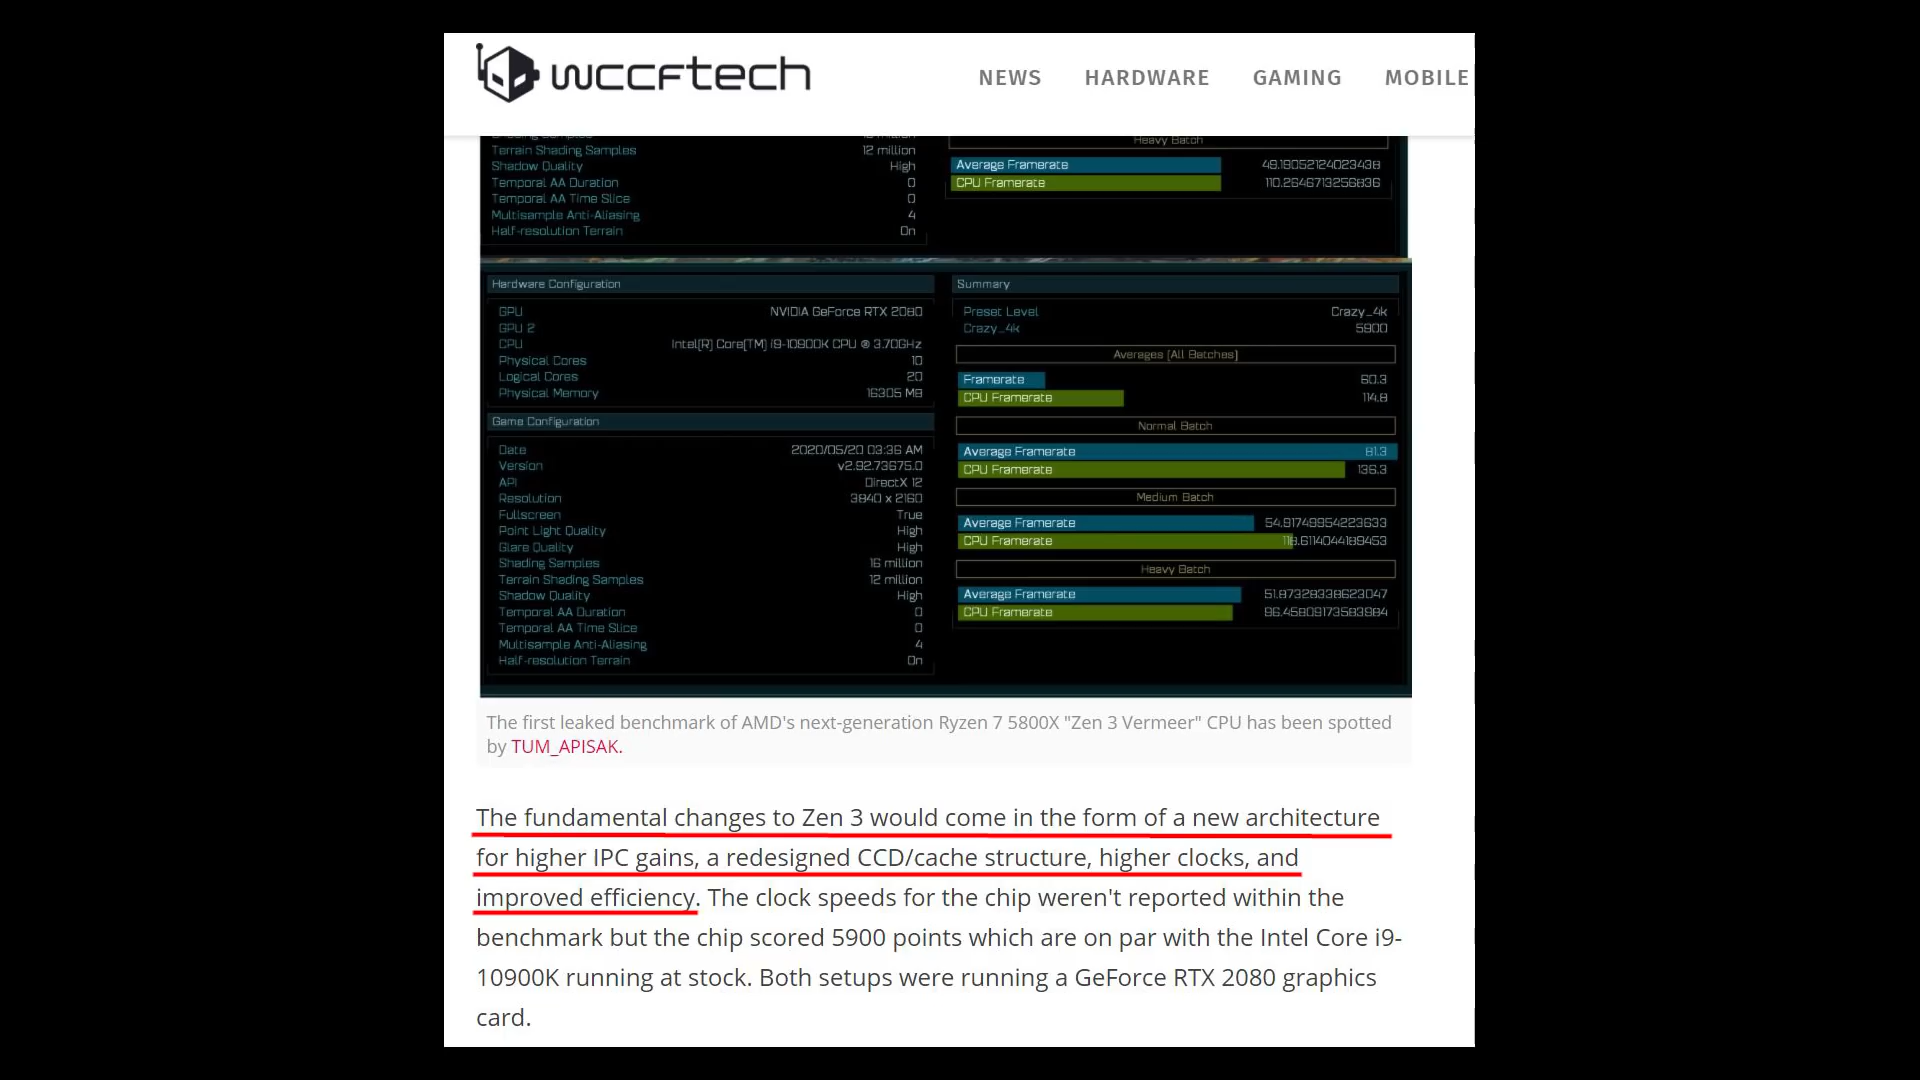 wccftech
NEWS HARDWARE GAMING MOBILE
Terrain Shading Samples 12 million
Shadow Quality High
Temporal AA Duration 0
Temporal AA Time Slice 0
Multisample Anti-Aliasing 4
Half-resolution Terrain On
Heavy Batch
Average Framerate 49.19052124023438
CPU Framerate 110.2646713256836
Hardware Configuration
GPU NVIDIA GeForce RTX 2080
GPU 2
CPU Intel(R) Core(TM) i9-10900K CPU @ 3.70GHz
Physical Cores 10
Logical Cores 20
Physical Memory 16305 MB
Game Configuration
Date 2020/05/20 03:36 AM
Version v2.92.73675.0
API DirectX 12
Resolution 3840 x 2160
Fullscreen True
Point Light Quality High
Glare Quality High
Shading Samples 16 million
Terrain Shading Samples 12 million
Shadow Quality High
Temporal AA Duration 0
Temporal AA Time Slice 0
Multisample Anti-Aliasing 4
Half-resolution Terrain On
Summary
Preset Level Crazy_4k
Crazy_4k 5900
Averages (All Batches)
Framerate 60.3
CPU Framerate 114.8
Normal Batch
Average Framerate 81.3
CPU Framerate 136.3
Medium Batch
Average Framerate 54.81749954223633
CPU Framerate 118.6114044189453
Heavy Batch
Average Framerate 51.87328338623047
CPU Framerate 96.45809173583984
The first leaked benchmark of AMD's next-generation Ryzen 7 5800X "Zen 3 Vermeer" CPU has been spotted
by TUM_APISAK.
The fundamental changes to Zen 3 would come in the form of a new architecture
for higher IPC gains, a redesigned CCD/cache structure, higher clocks, and
improved efficiency. The clock speeds for the chip weren't reported within the
benchmark but the chip scored 5900 points which are on par with the Intel Core i9-
10900K running at stock. Both setups were running a GeForce RTX 2080 graphics
card.